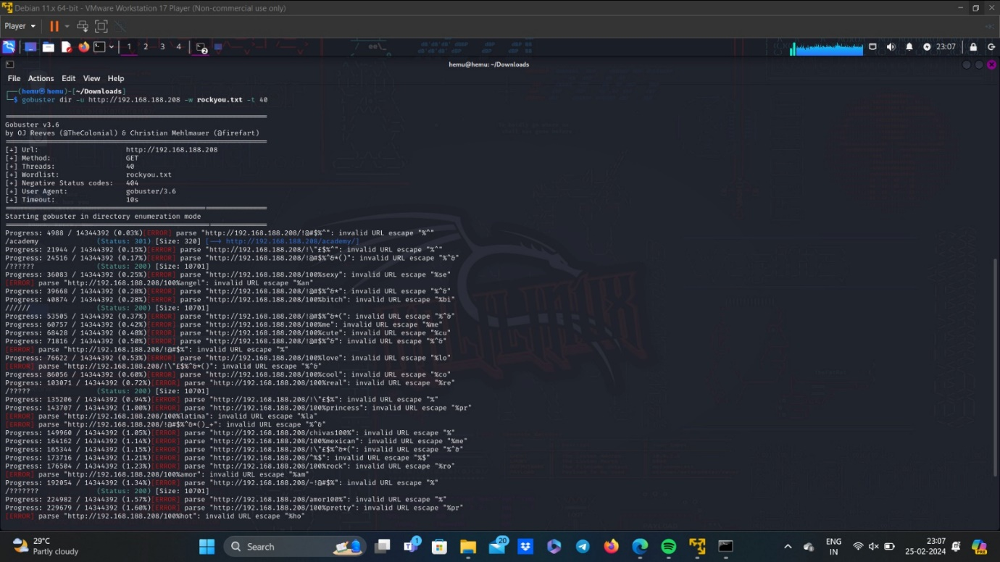 Debian 11.x 64-bit - VMware Workstation 17 Player (Non-commercial use only)
Player
1 2 3 4
2
23:07
hemu@hemu: ~/Downloads
File Actions Edit View Help
(hemu㉿hemu)-[~/Downloads]
$ gobuster dir -u http://192.168.188.208 -w rockyou.txt -t 40
Gobuster v3.6
by OJ Reeves (@TheColonial) & Christian Mehlmauer (@firefart)
[+] Url: http://192.168.188.208
[+] Method: GET
[+] Threads: 40
[+] Wordlist: rockyou.txt
[+] Negative Status codes: 404
[+] User Agent: gobuster/3.6
[+] Timeout: 10s
Starting gobuster in directory enumeration mode
Progress: 4988 / 14344392 (0.03%)[ERROR] parse "http://192.168.188.208/!@#$%^": invalid URL escape "%^"
/academy (Status: 301) [Size: 320] [--> http://192.168.188.208/academy/]
Progress: 21944 / 14344392 (0.15%)[ERROR] parse "http://192.168.188.208/!\"£$%^": invalid URL escape "%^"
Progress: 24516 / 14344392 (0.17%)[ERROR] parse "http://192.168.188.208/!@#$%^&*()": invalid URL escape "%^&"
/?????? (Status: 200) [Size: 10701]
Progress: 36083 / 14344392 (0.25%)[ERROR] parse "http://192.168.188.208/100%sexy": invalid URL escape "%se"
[ERROR] parse "http://192.168.188.208/100%angel": invalid URL escape "%an"
Progress: 39668 / 14344392 (0.28%)[ERROR] parse "http://192.168.188.208/!@#$%^&*": invalid URL escape "%^&"
Progress: 40874 / 14344392 (0.28%)[ERROR] parse "http://192.168.188.208/100%bitch": invalid URL escape "%bi"
////// (Status: 200) [Size: 10701]
Progress: 53505 / 14344392 (0.37%)[ERROR] parse "http://192.168.188.208/!@#$%^&*(": invalid URL escape "%^&"
Progress: 60757 / 14344392 (0.42%)[ERROR] parse "http://192.168.188.208/100%me": invalid URL escape "%me"
Progress: 68428 / 14344392 (0.48%)[ERROR] parse "http://192.168.188.208/100%cute": invalid URL escape "%cu"
Progress: 71816 / 14344392 (0.50%)[ERROR] parse "http://192.168.188.208/!@#$%^&": invalid URL escape "%^&"
[ERROR] parse "http://192.168.188.208/!@#$%": invalid URL escape "%"
Progress: 76622 / 14344392 (0.53%)[ERROR] parse "http://192.168.188.208/100%love": invalid URL escape "%lo"
[ERROR] parse "http://192.168.188.208/!\"£$%^&*()": invalid URL escape "%^&"
Progress: 86056 / 14344392 (0.60%)[ERROR] parse "http://192.168.188.208/100%cool": invalid URL escape "%co"
Progress: 103071 / 14344392 (0.72%)[ERROR] parse "http://192.168.188.208/100%real": invalid URL escape "%re"
/????? (Status: 200) [Size: 10701]
Progress: 135206 / 14344392 (0.94%)[ERROR] parse "http://192.168.188.208/!\"£$%": invalid URL escape "%"
Progress: 143707 / 14344392 (1.00%)[ERROR] parse "http://192.168.188.208/100%princess": invalid URL escape "%pr"
[ERROR] parse "http://192.168.188.208/100%latina": invalid URL escape "%la"
[ERROR] parse "http://192.168.188.208/!@#$%^&*()_+": invalid URL escape "%^&"
Progress: 149960 / 14344392 (1.05%)[ERROR] parse "http://192.168.188.208/chivas100%": invalid URL escape "%"
Progress: 164162 / 14344392 (1.14%)[ERROR] parse "http://192.168.188.208/100%mexican": invalid URL escape "%me"
Progress: 165344 / 14344392 (1.15%)[ERROR] parse "http://192.168.188.208/!\"£$%^&*(": invalid URL escape "%^&"
Progress: 173716 / 14344392 (1.21%)[ERROR] parse "http://192.168.188.208/^%$": invalid URL escape "%$"
Progress: 176504 / 14344392 (1.23%)[ERROR] parse "http://192.168.188.208/100%rock": invalid URL escape "%ro"
[ERROR] parse "http://192.168.188.208/100%amor": invalid URL escape "%am"
Progress: 192054 / 14344392 (1.34%)[ERROR] parse "http://192.168.188.208/~!@#$%": invalid URL escape "%"
/??????? (Status: 200) [Size: 10701]
Progress: 224982 / 14344392 (1.57%)[ERROR] parse "http://192.168.188.208/amor100%": invalid URL escape "%"
Progress: 229679 / 14344392 (1.60%)[ERROR] parse "http://192.168.188.208/100%pretty": invalid URL escape "%pr"
[ERROR] parse "http://192.168.188.208/100%hot": invalid URL escape "%ho"
29°C
Partly cloudy
Search
1
20
ENG
IN
23:07
25-02-2024
PRE